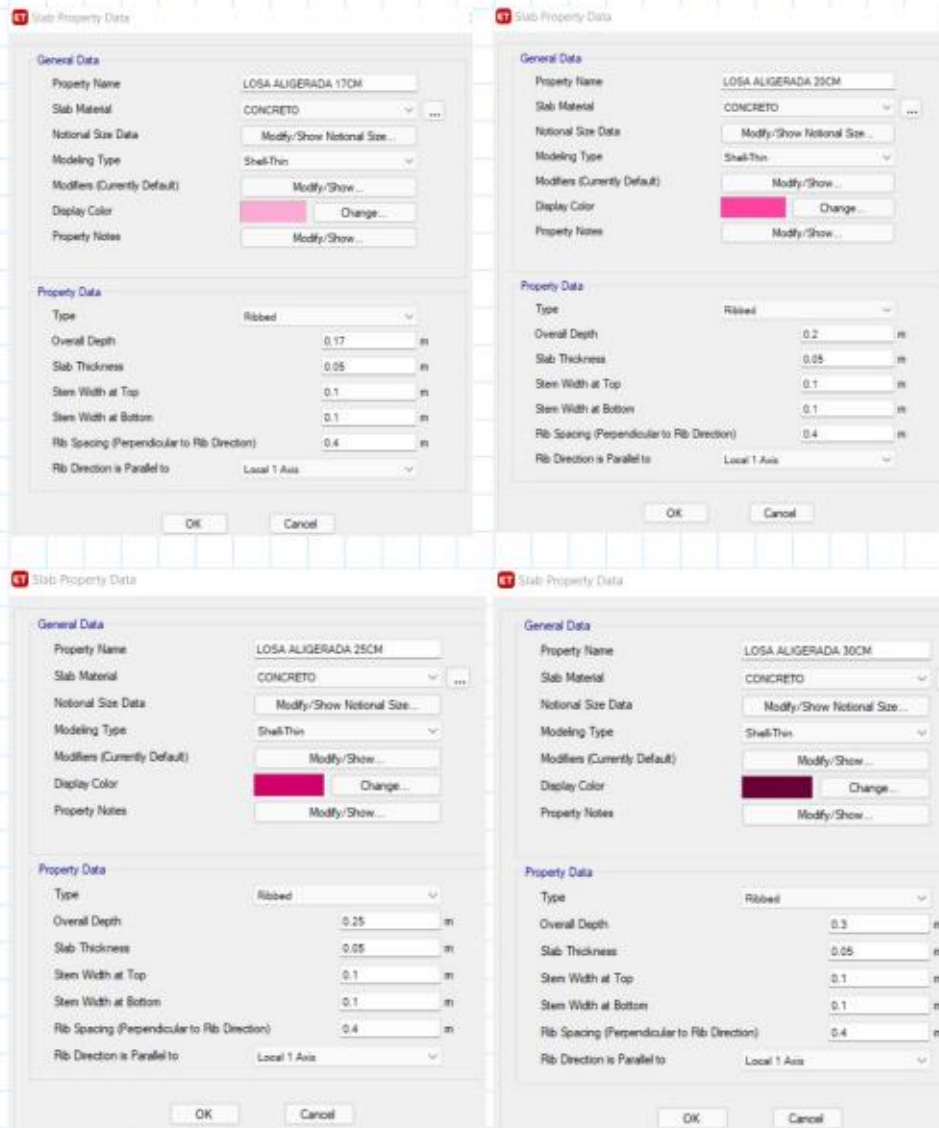 Slab Property Data
General Data
Property Name LOSA ALIGERADA 17CM
Slab Material CONCRETO ...
Notional Size Data Modify/Show Notional Size...
Modeling Type Shell-Thin
Modifiers (Currently Default) Modify/Show...
Display Color Change...
Property Notes Modify/Show...
Property Data
Type Ribbed
Overall Depth 0.17 m
Slab Thickness 0.05 m
Stem Width at Top 0.1 m
Stem Width at Bottom 0.1 m
Rib Spacing (Perpendicular to Rib Direction) 0.4 m
Rib Direction is Parallel to Local 1 Axis
OK Cancel
Slab Property Data
General Data
Property Name LOSA ALIGERADA 20CM
Slab Material CONCRETO ...
Notional Size Data Modify/Show Notional Size...
Modeling Type Shell-Thin
Modifiers (Currently Default) Modify/Show...
Display Color Change...
Property Notes Modify/Show...
Property Data
Type Ribbed
Overall Depth 0.2 m
Slab Thickness 0.05 m
Stem Width at Top 0.1 m
Stem Width at Bottom 0.1 m
Rib Spacing (Perpendicular to Rib Direction) 0.4 m
Rib Direction is Parallel to Local 1 Axis
OK Cancel
Slab Property Data
General Data
Property Name LOSA ALIGERADA 25CM
Slab Material CONCRETO ...
Notional Size Data Modify/Show Notional Size...
Modeling Type Shell-Thin
Modifiers (Currently Default) Modify/Show...
Display Color Change...
Property Notes Modify/Show...
Property Data
Type Ribbed
Overall Depth 0.25 m
Slab Thickness 0.05 m
Stem Width at Top 0.1 m
Stem Width at Bottom 0.1 m
Rib Spacing (Perpendicular to Rib Direction) 0.4 m
Rib Direction is Parallel to Local 1 Axis
OK Cancel
Slab Property Data
General Data
Property Name LOSA ALIGERADA 30CM
Slab Material CONCRETO
Notional Size Data Modify/Show Notional Size...
Modeling Type Shell-Thin
Modifiers (Currently Default) Modify/Show...
Display Color Change...
Property Notes Modify/Show...
Property Data
Type Ribbed
Overall Depth 0.3 m
Slab Thickness 0.05 m
Stem Width at Top 0.1 m
Stem Width at Bottom 0.1 m
Rib Spacing (Perpendicular to Rib Direction) 0.4 m
Rib Direction is Parallel to Local 1 Axis
OK Cancel